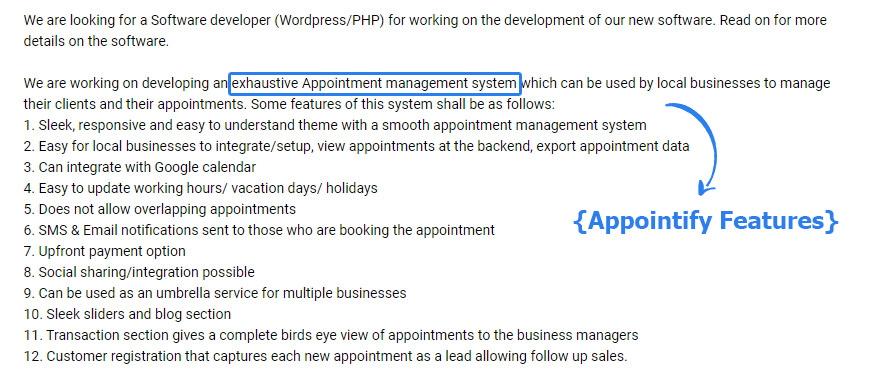 We are looking for a Software developer (Wordpress/PHP) for working on the development of our new software. Read on for more
details on the software.
We are working on developing an exhaustive Appointment management system which can be used by local businesses to manage
their clients and their appointments. Some features of this system shall be as follows:
1. Sleek, responsive and easy to understand theme with a smooth appointment management system
2. Easy for local businesses to integrate/setup, view appointments at the backend, export appointment data
3. Can integrate with Google calendar
4. Easy to update working hours/ vacation days/ holidays
5. Does not allow overlapping appointments
6. SMS & Email notifications sent to those who are booking the appointment
7. Upfront payment option
8. Social sharing/integration possible
9. Can be used as an umbrella service for multiple businesses
10. Sleek sliders and blog section
11. Transaction section gives a complete birds eye view of appointments to the business managers
12. Customer registration that captures each new appointment as a lead allowing follow up sales.
{Appointify Features}